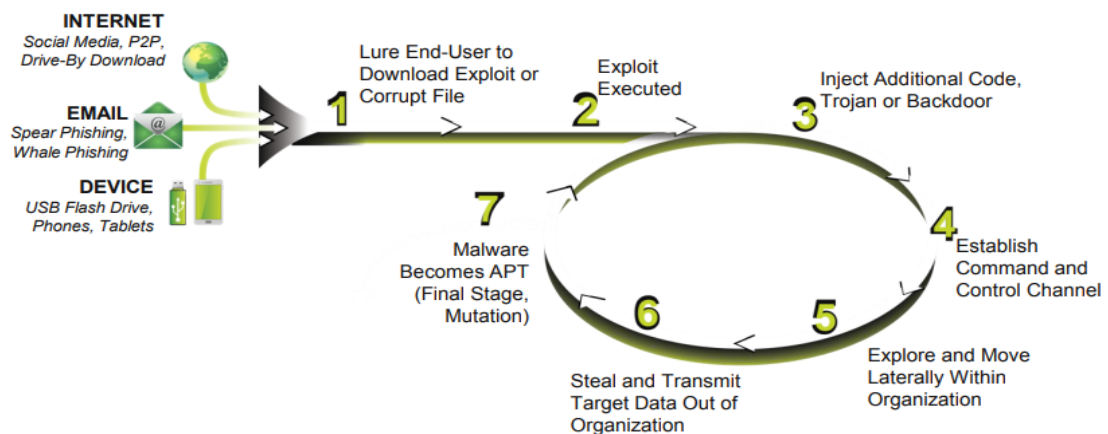 INTERNET
Social Media, P2P,
Drive-By Download
EMAIL
Spear Phishing,
Whale Phishing
@
DEVICE
USB Flash Drive,
Phones, Tablets
1
Lure End-User to
Download Exploit or
Corrupt File
2
Exploit
Executed
3
Inject Additional Code,
Trojan or Backdoor
4
Establish
Command and
Control Channel
5
Explore and Move
Laterally Within
Organization
6
Steal and Transmit
Target Data Out of
Organization
7
Malware
Becomes APT
(Final Stage,
Mutation)